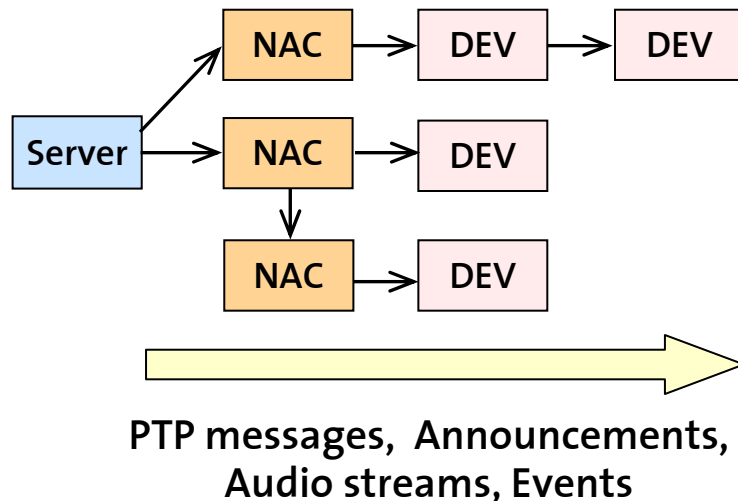 NAC DEV DEV
Server NAC DEV
NAC DEV
PTP messages, Announcements,
Audio streams, Events